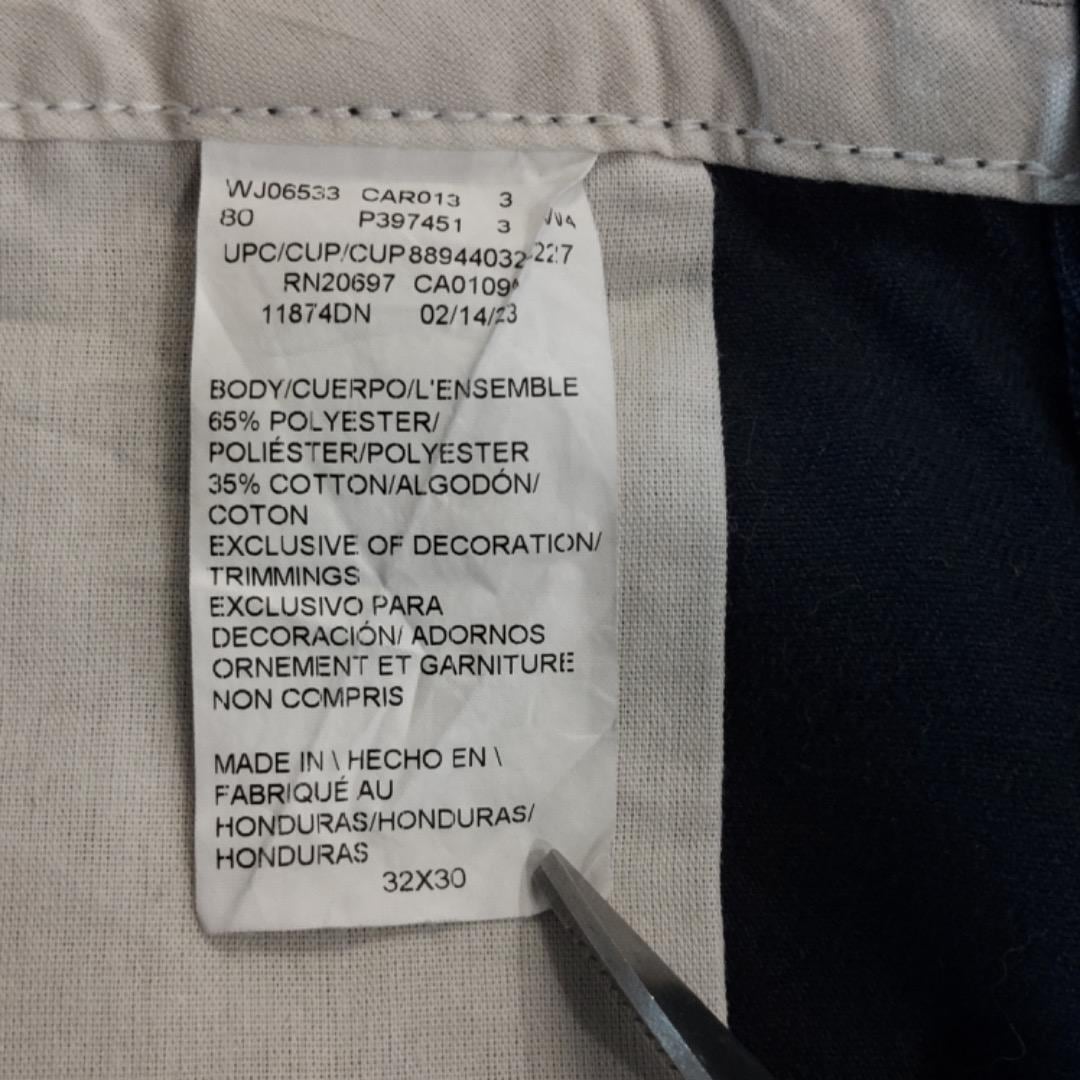 WJ06533 CAR013 3
80 P397451 3
UPC/CUP/CUP 227
RN20697
11874DN 02/14/23
BODY/CUERPO/L'ENSEMBLE
65% POLYESTER/
POLIÉSTER/POLYESTER
35% COTTON/ALGODÓN/
COTON
EXCLUSIVE OF DECORATION/
TRIMMINGS
EXCLUSIVO PARA
DECORACIÓN/ ADORNOS
ORNEMENT ET GARNITURE
NON COMPRIS
MADE IN \ HECHO EN \
FABRIQUÉ AU
HONDURAS/HONDURAS/
HONDURAS
32X30